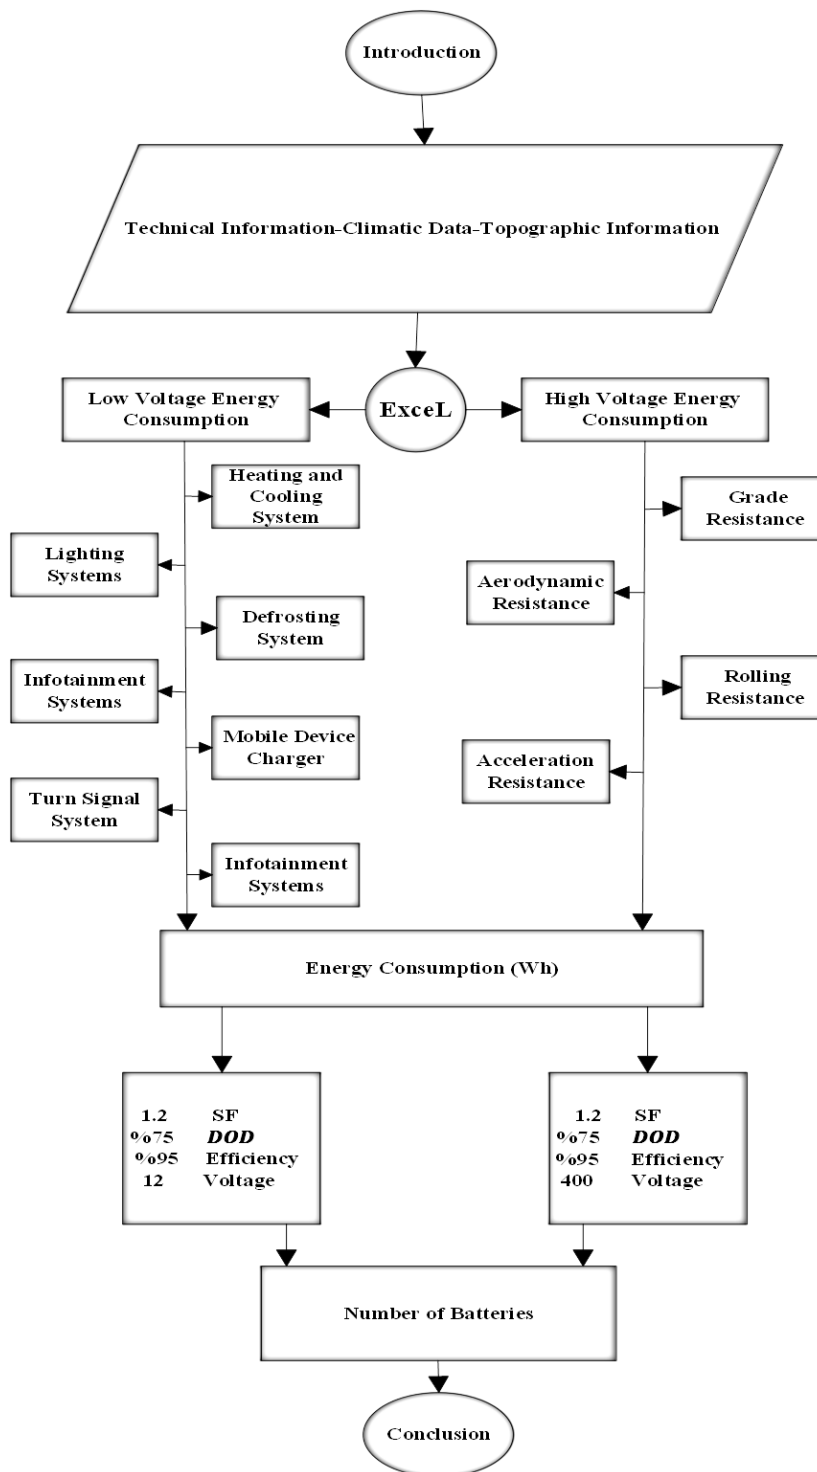 Introduction
Technical Information-Climatic Data-Topographic Information
Low Voltage Energy
Consumption
ExceL
High Voltage Energy
Consumption
Heating and
Cooling
System
Lighting
Systems
Defrosting
System
Infotainment
Systems
Mobile Device
Charger
Turn Signal
System
Infotainment
Systems
Grade
Resistance
Aerodynamic
Resistance
Rolling
Resistance
Acceleration
Resistance
Energy Consumption (Wh)
1.2 SF
%75 DOD
%95 Efficiency
12 Voltage
1.2 SF
%75 DOD
%95 Efficiency
400 Voltage
Number of Batteries
Conclusion